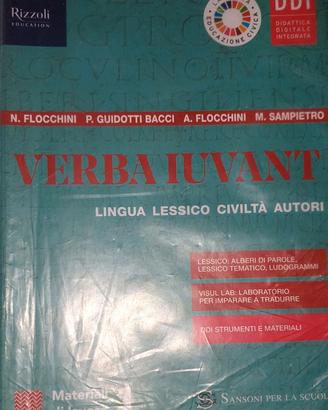 Rizzoli
EDUCATION
EDUCAZIONE CIVICA
DDI
DIDATTICA
DIGITALE
INTEGRATA
N. FLOCCHINI P. GUIDOTTI BACCI A. FLOCCHINI M. SAMPIETRO
VERBA IUVANT
LINGUA LESSICO CIVILTÀ AUTORI
LESSICO: ALBERI DI PAROLE,
LESSICO TEMATICO, LUDOGRAMMI
VISUL LAB: LABORATORIO
PER IMPARARE A TRADURRE
DDI STRUMENTI E MATERIALI
Materiali
SANSONI PER LA SCUOL